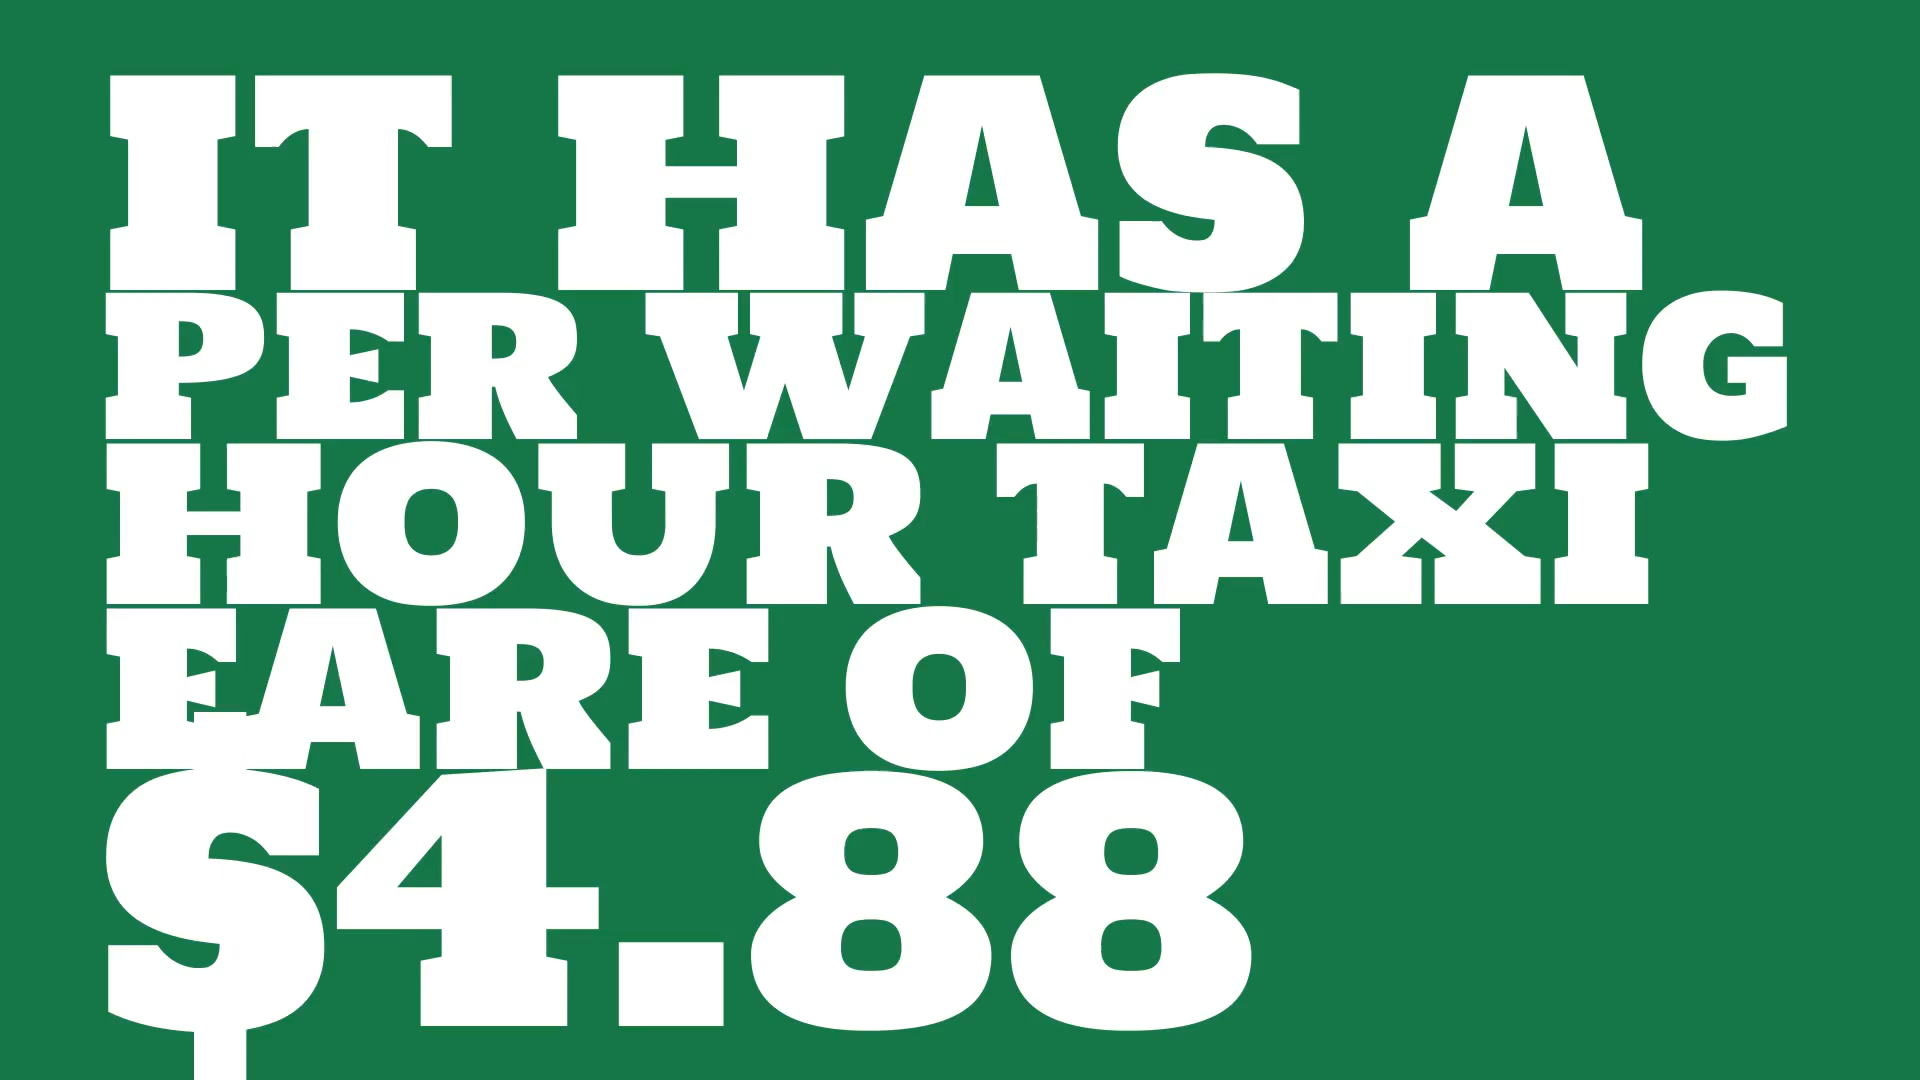 IT HAS A
PER WAITING
HOUR TAXI
FARE OF
$4.88